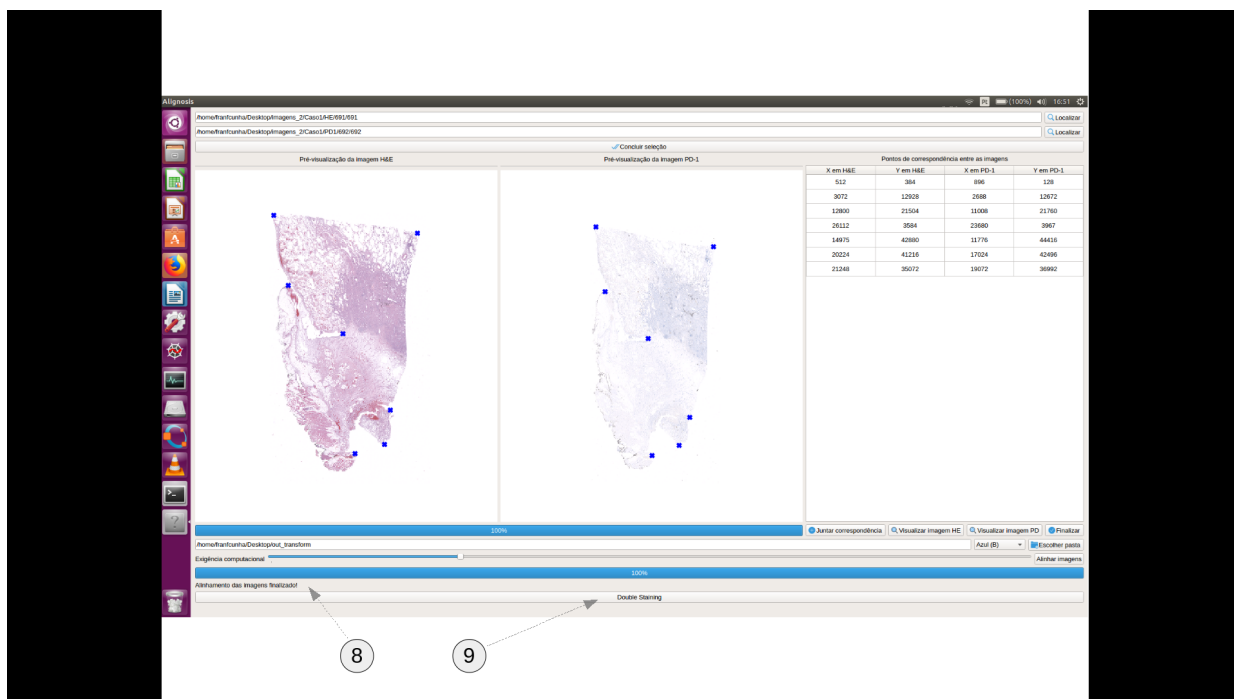 Alignosis
Pt (100%) 16:51
/home/franfcunha/Desktop/Imagens_2/Caso1/HE/691/691 Localizar
/home/franfcunha/Desktop/Imagens_2/Caso1/PD1/692/692 Localizar
Concluir seleção
Pré-visualização da imagem H&E Pré-visualização da imagem PD-1 Pontos de correspondência entre as imagens
X em H&E Y em H&E X em PD-1 Y em PD-1
512 384 896 128
3072 12928 2688 12672
12800 21504 11008 21760
26112 3584 23680 3967
14975 42880 11776 44416
20224 41216 17024 42496
21248 35072 19072 36992
100% Juntar correspondência Visualizar imagem HE Visualizar imagem PD Finalizar
/home/franfcunha/Desktop/out_transform Azul (B) Escolher pasta
Exigência computacional Alinhar imagens
100%
Alinhamento das imagens finalizado!
Double Staining
8 9